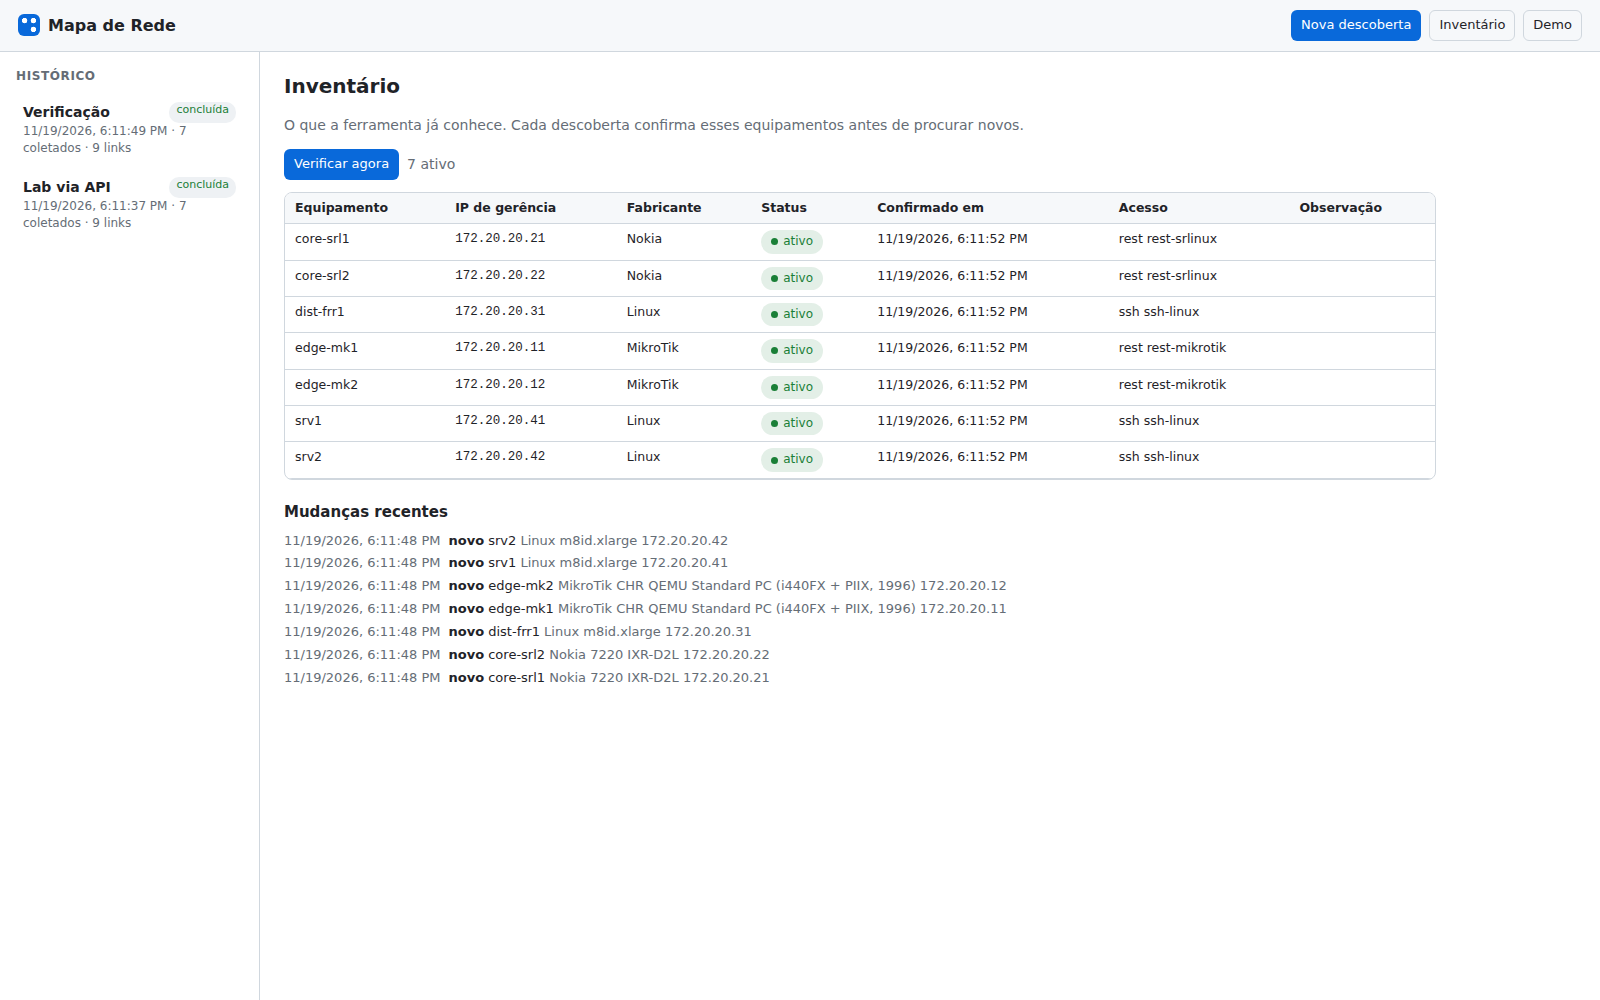 Mapa de Rede
Nova descoberta
Inventário
Demo
HISTÓRICO
Verificação
concluída
11/19/2026, 6:11:49 PM · 7
coletados · 9 links
Lab via API
concluída
11/19/2026, 6:11:37 PM · 7
coletados · 9 links
Inventário
O que a ferramenta já conhece. Cada descoberta confirma esses equipamentos antes de procurar novos.
Verificar agora 7 ativo
Equipamento IP de gerência Fabricante Status Confirmado em Acesso Observação
core-srl1 172.20.20.21 Nokia ativo 11/19/2026, 6:11:52 PM rest rest-srlinux
core-srl2 172.20.20.22 Nokia ativo 11/19/2026, 6:11:52 PM rest rest-srlinux
dist-frr1 172.20.20.31 Linux ativo 11/19/2026, 6:11:52 PM ssh ssh-linux
edge-mk1 172.20.20.11 MikroTik ativo 11/19/2026, 6:11:52 PM rest rest-mikrotik
edge-mk2 172.20.20.12 MikroTik ativo 11/19/2026, 6:11:52 PM rest rest-mikrotik
srv1 172.20.20.41 Linux ativo 11/19/2026, 6:11:52 PM ssh ssh-linux
srv2 172.20.20.42 Linux ativo 11/19/2026, 6:11:52 PM ssh ssh-linux
Mudanças recentes
11/19/2026, 6:11:48 PM novo srv2 Linux m8id.xlarge 172.20.20.42
11/19/2026, 6:11:48 PM novo srv1 Linux m8id.xlarge 172.20.20.41
11/19/2026, 6:11:48 PM novo edge-mk2 MikroTik CHR QEMU Standard PC (i440FX + PIIX, 1996) 172.20.20.12
11/19/2026, 6:11:48 PM novo edge-mk1 MikroTik CHR QEMU Standard PC (i440FX + PIIX, 1996) 172.20.20.11
11/19/2026, 6:11:48 PM novo dist-frr1 Linux m8id.xlarge 172.20.20.31
11/19/2026, 6:11:48 PM novo core-srl2 Nokia 7220 IXR-D2L 172.20.20.22
11/19/2026, 6:11:48 PM novo core-srl1 Nokia 7220 IXR-D2L 172.20.20.21